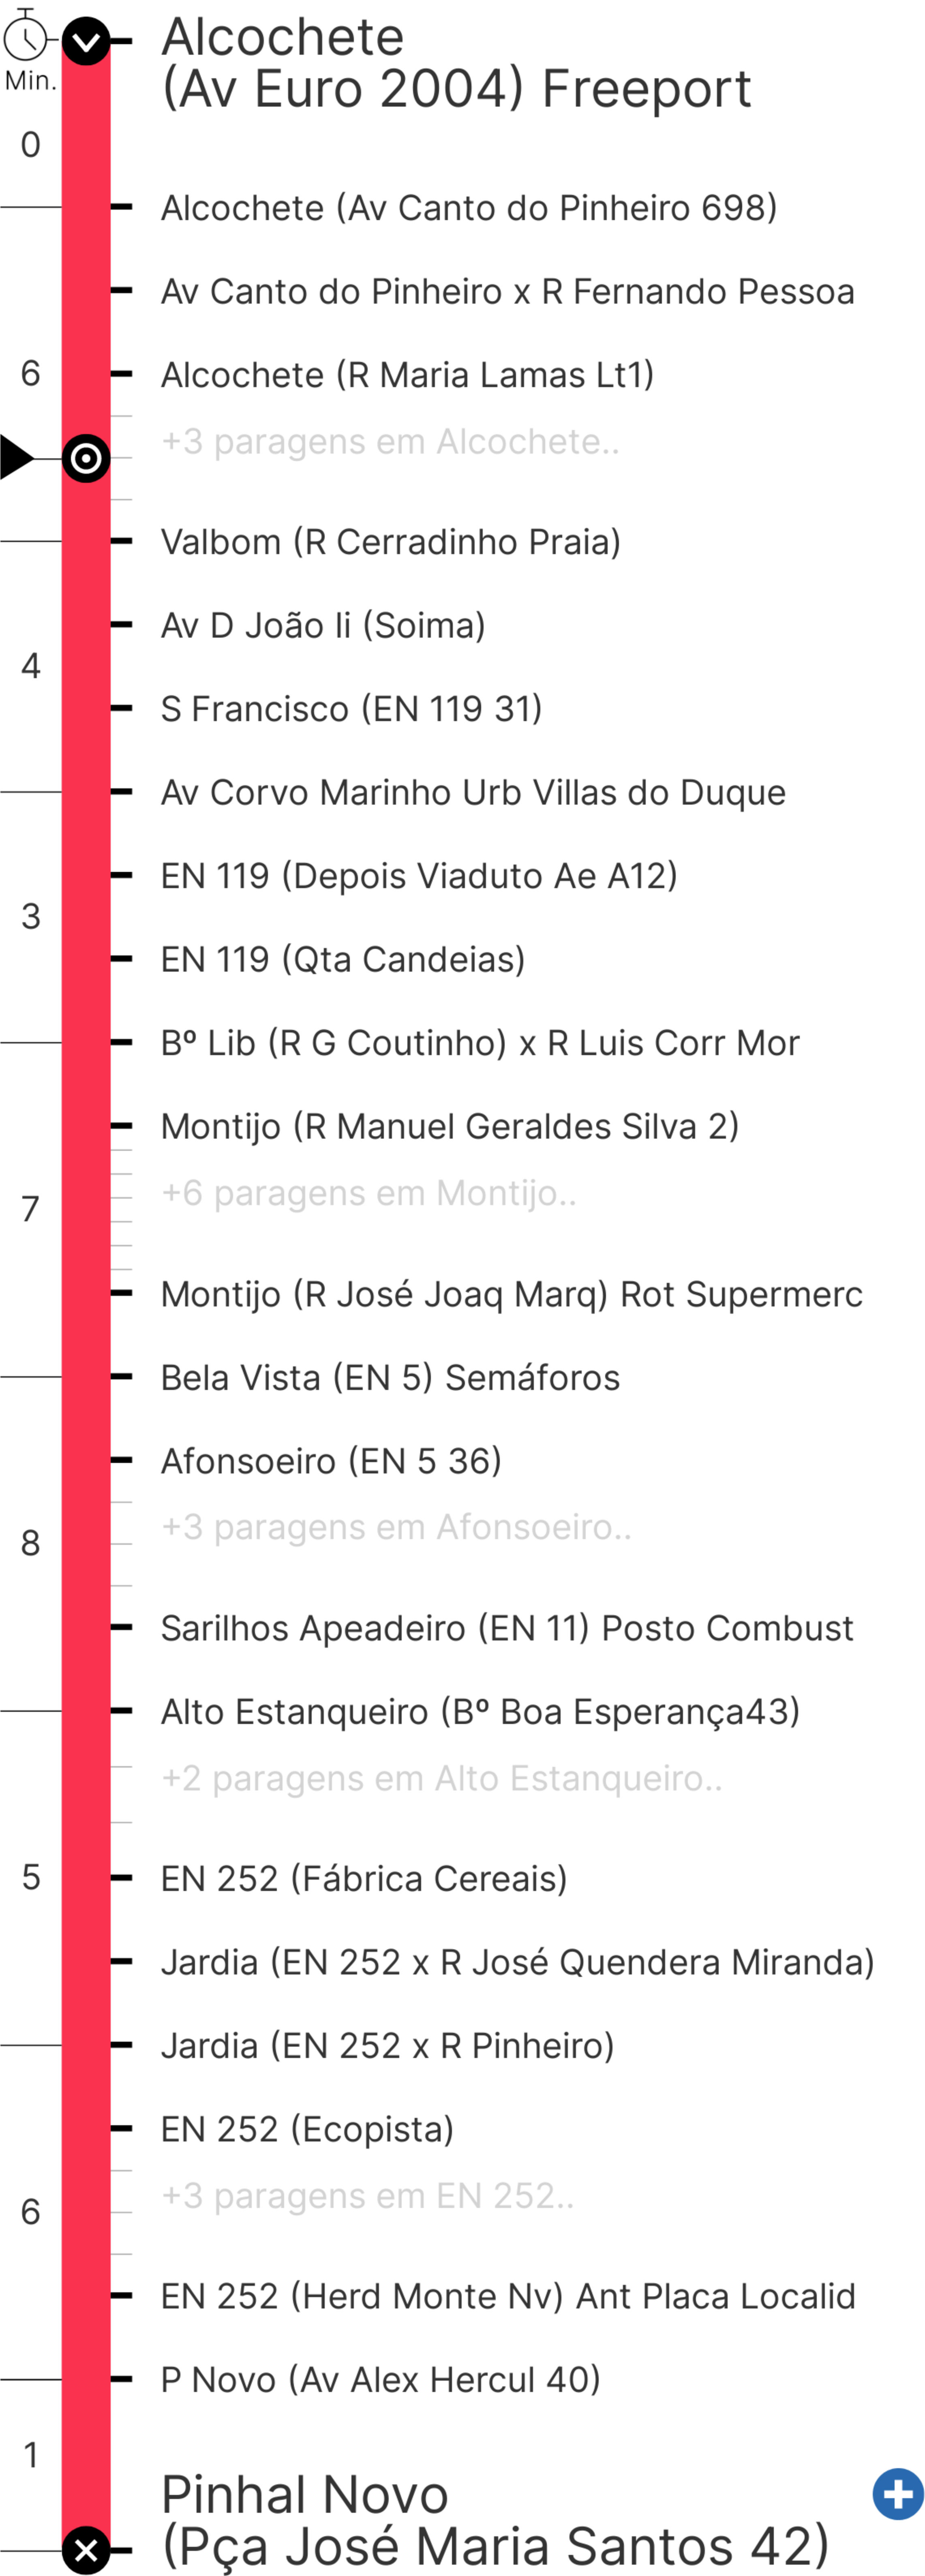 Alcochete
(Av Euro 2004) Freeport
Min.
0
Alcochete (Av Canto do Pinheiro 698)
Av Canto do Pinheiro x R Fernando Pessoa
6
Alcochete (R Maria Lamas Lt1)
+3 paragens em Alcochete..
Valbom (R Cerradinho Praia)
Av D João Ii (Soima)
4
S Francisco (EN 119 31)
Av Corvo Marinho Urb Villas do Duque
EN 119 (Depois Viaduto Ae A12)
3
EN 119 (Qta Candeias)
Bº Lib (R G Coutinho) x R Luis Corr Mor
Montijo (R Manuel Geraldes Silva 2)
+6 paragens em Montijo..
7
Montijo (R José Joaq Marq) Rot Supermerc
Bela Vista (EN 5) Semáforos
Afonsoeiro (EN 5 36)
+3 paragens em Afonsoeiro..
8
Sarilhos Apeadeiro (EN 11) Posto Combust
Alto Estanqueiro (Bº Boa Esperança43)
+2 paragens em Alto Estanqueiro..
5
EN 252 (Fábrica Cereais)
Jardia (EN 252 x R José Quendera Miranda)
Jardia (EN 252 x R Pinheiro)
EN 252 (Ecopista)
+3 paragens em EN 252..
6
EN 252 (Herd Monte Nv) Ant Placa Localid
P Novo (Av Alex Hercul 40)
1
Pinhal Novo
(Pça José Maria Santos 42)